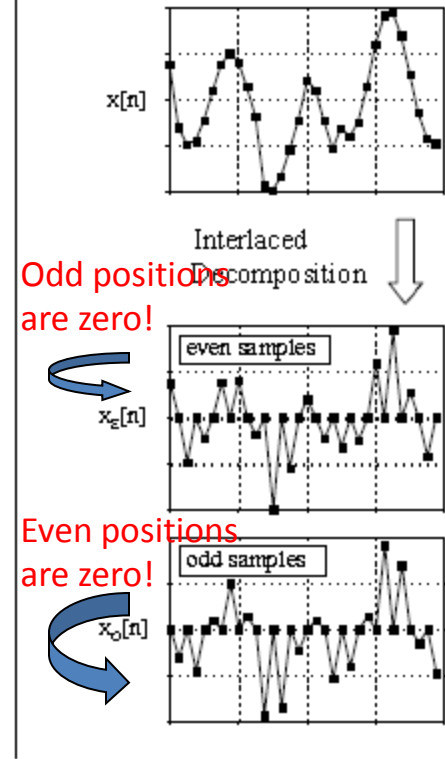 x[n]
Interlaced
Decomposition
Odd positions
are zero!
even samples
xE[n]
Even positions
are zero!
odd samples
xO[n]